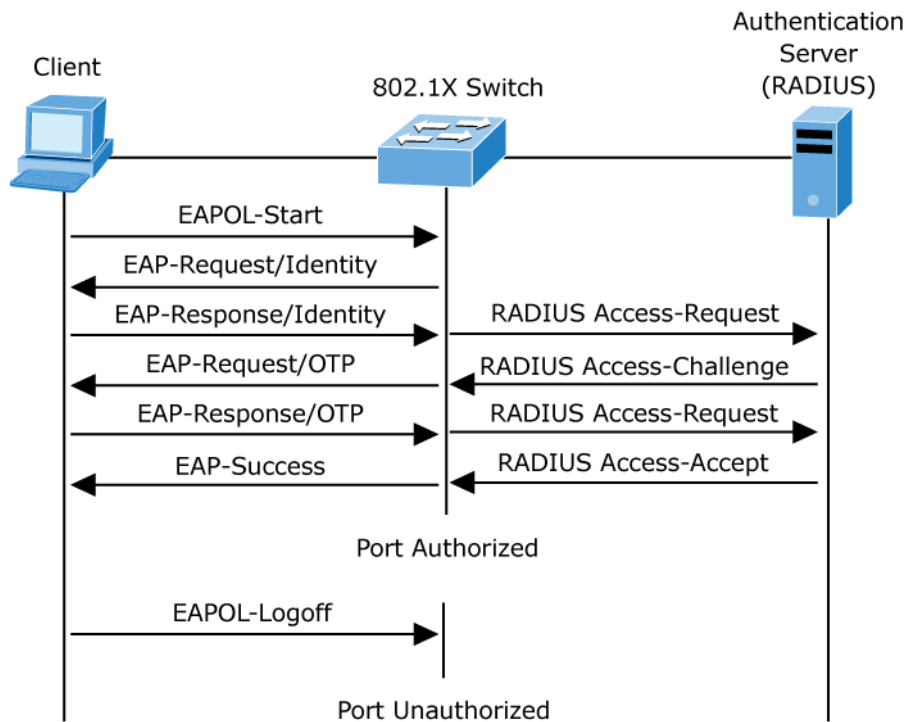 Authentication
Server
(RADIUS)
Client
802.1X Switch
EAPOL-Start
EAP-Request/Identity
EAP-Response/Identity
RADIUS Access-Request
EAP-Request/OTP
RADIUS Access-Challenge
EAP-Response/OTP
RADIUS Access-Request
EAP-Success
RADIUS Access-Accept
Port Authorized
EAPOL-Logoff
Port Unauthorized